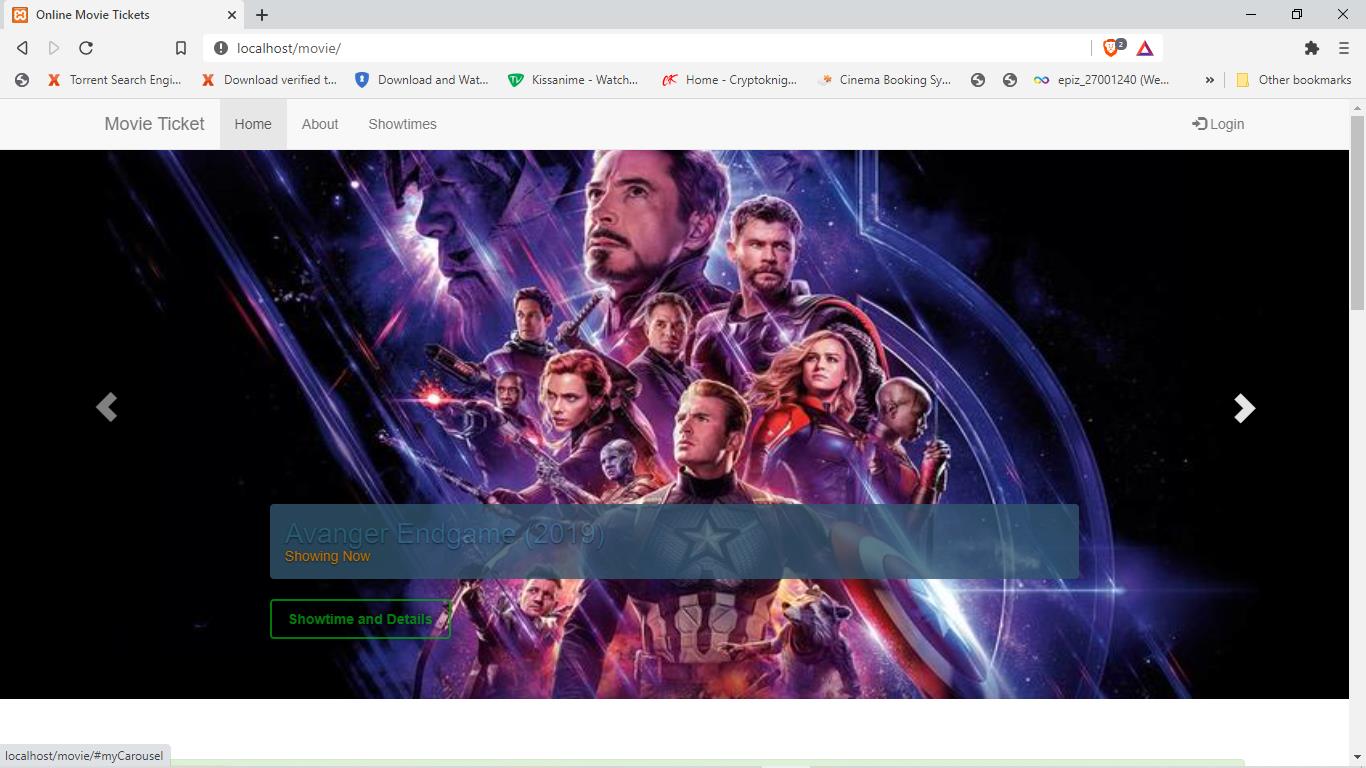 Online Movie Tickets
localhost/movie/
2
Torrent Search Engi... Download verified t... Download and Wat... Kissanime - Watch... Home - Cryptoknig... Cinema Booking Sy... epiz_27001240 (We... » Other bookmarks
Movie Ticket Home About Showtimes Login
Avanger Endgame (2019)
Showing Now
Showtime and Details
localhost/movie/#myCarousel